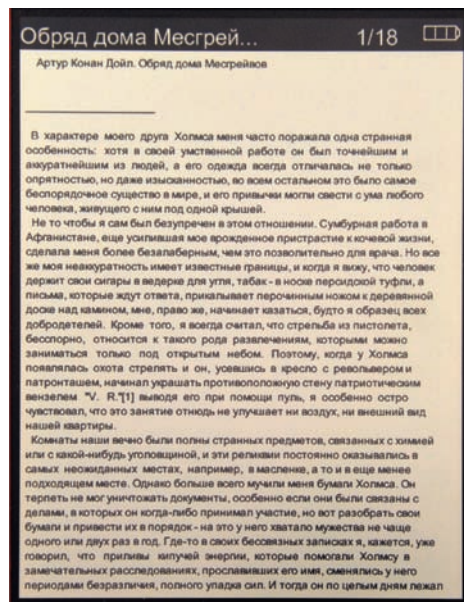 Обряд дома Месгрей... 1/18
Артур Конан Дойл. Обряд дома Месгрейвов
В характере моего друга Холмса меня часто поражала одна странная
особенность: хотя в своей умственной работе он был точнейшим и
аккуратнейшим из людей, а его одежда всегда отличалась не только
опрятностью, но даже изысканностью, во всем остальном это было самое
беспорядочное существо в мире, и его привычки могли свести с ума любого
человека, живущего с ним под одной крышей.
Не то чтобы я сам был безупречен в этом отношении. Сумбурная работа в
Афганистане, еще усилившая мое врожденное пристрастие к кочевой жизни,
сделала меня более безалаберным, чем это позволительно для врача. Но все
же моя неаккуратность имеет известные границы, и когда я вижу, что человек
держит свои сигары в ведерке для угля, табак - в носке персидской туфли, а
письма, которые ждут ответа, прикалывает перочинным ножом к деревянной
доске над камином, мне, право же, начинает казаться, будто я образец всех
добродетелей. Кроме того, я всегда считал, что стрельба из пистолета,
бесспорно, относится к такого рода развлечениям, которыми можно
заниматься только под открытым небом. Поэтому, когда у Холмса
появлялась охота стрелять и он, усевшись в кресло с револьвером и
патронташем, начинал украшать противоположную стену патриотическим
вензелем "V. R."[1] выводя его при помощи пуль, я особенно остро
чувствовал, что это занятие отнюдь не улучшает ни воздух, ни внешний вид
нашей квартиры.
Комнаты наши вечно были полны странных предметов, связанных с химией
или с какой-нибудь уголовщиной, и эти реликвии постоянно оказывались в
самых неожиданных местах, например, в масленке, а то и в еще менее
подходящем месте. Однако больше всего мучили меня бумаги Холмса. Он
терпеть не мог уничтожать документы, особенно если они были связаны с
делами, в которых он когда-либо принимал участие, но вот разобрать свои
бумаги и привести их в порядок - на это у него хватало мужества не чаще
одного или двух раз в год. Где-то в своих бессвязных записках я, кажется, уже
говорил, что приливы кипучей энергии, которые помогали Холмсу в
замечательных расследованиях, прославивших его имя, сменялись у него
периодами безразличия, полного упадка сил. И тогда он по целым дням лежал